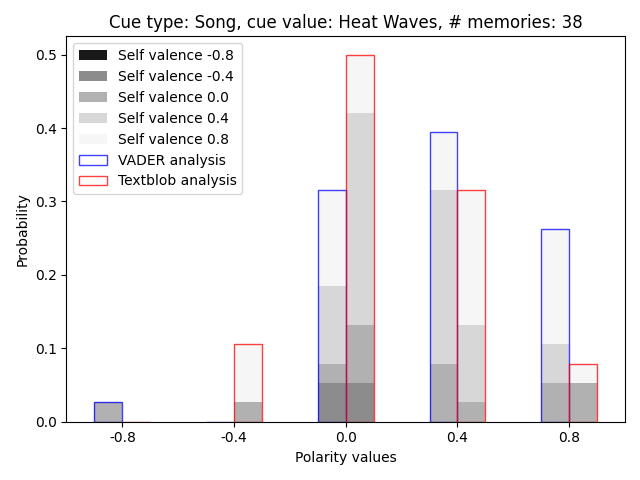 Cue type: Song, cue value: Heat Waves, # memories: 38
Self valence -0.8
Self valence -0.4
Self valence 0.0
Self valence 0.4
Self valence 0.8
VADER analysis
Textblob analysis
Probability
0.5
0.4
0.3
0.2
0.1
0.0
-0.8 -0.4 0.0 0.4 0.8
Polarity values